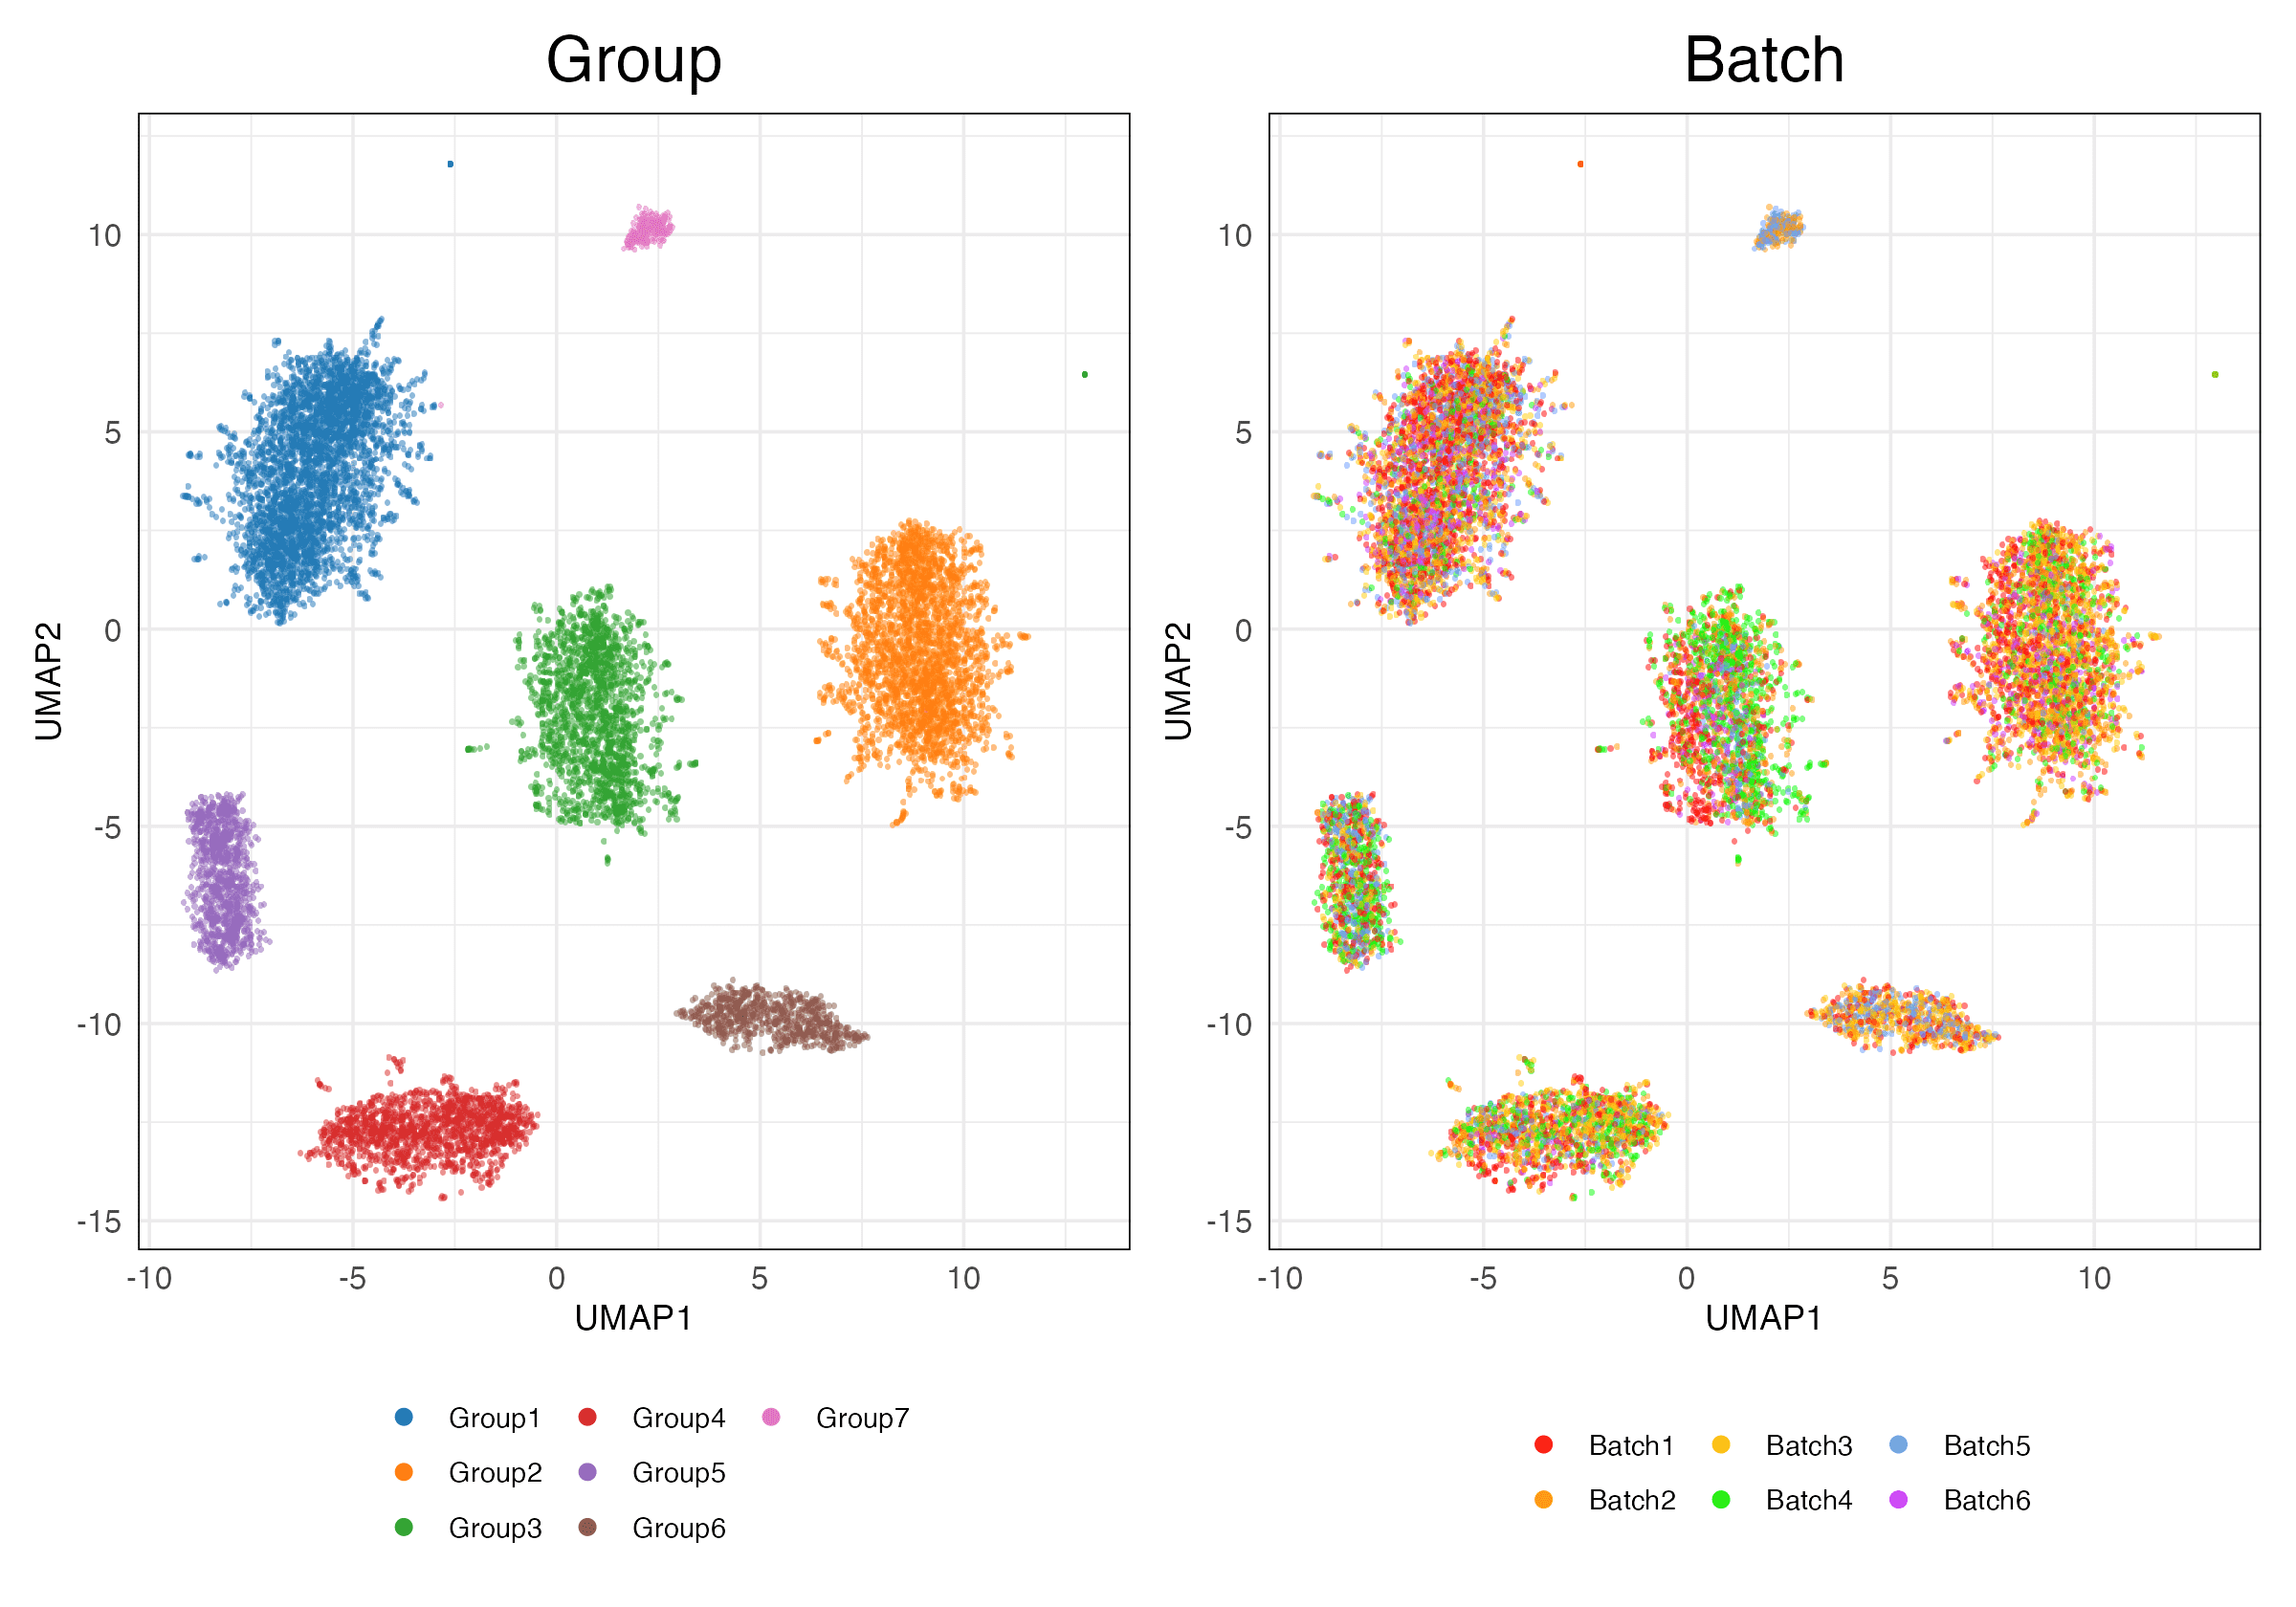 Group
10
5
0
-5
-10
-15
UMAP2
-10 -5 0 5 10
UMAP1
Group1 Group4 Group7
Group2 Group5
Group3 Group6
Batch
10
5
0
-5
-10
-15
UMAP2
-10 -5 0 5 10
UMAP1
Batch1 Batch3 Batch5
Batch2 Batch4 Batch6